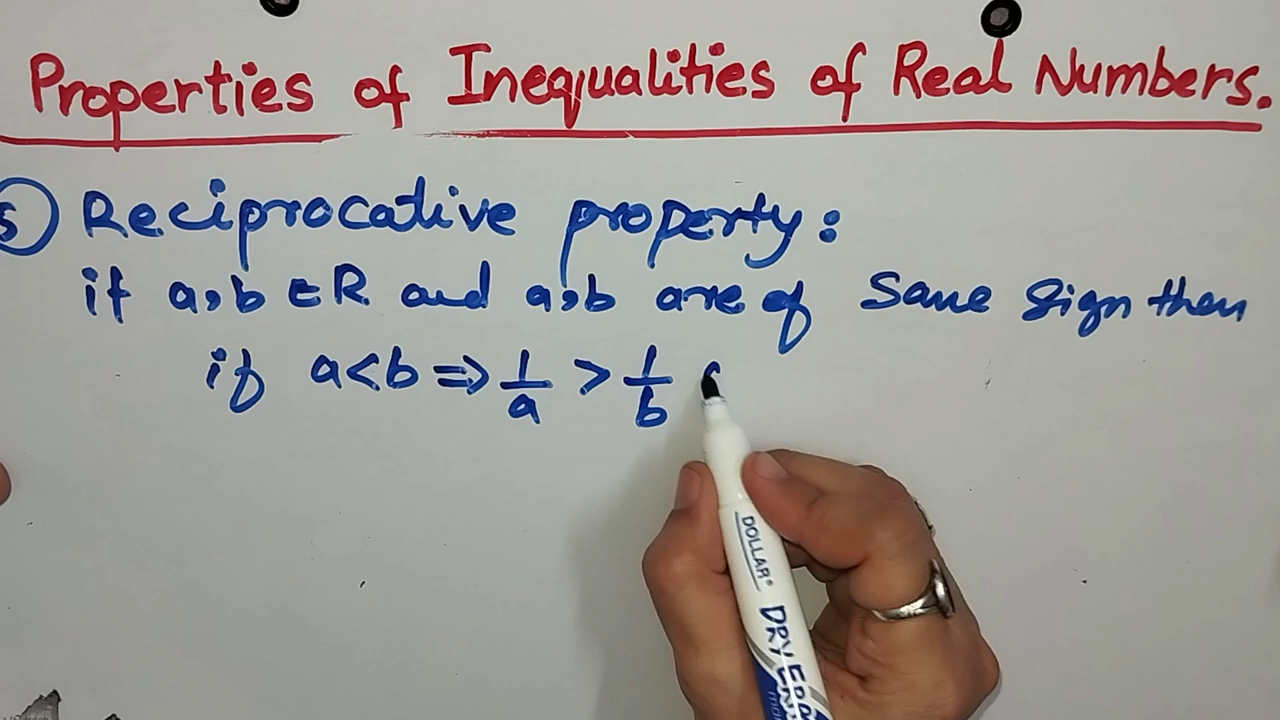 Properties of Inequalities of Real Numbers.
5 Reciprocative property:
if a,b ∈ R and a,b are of Same Sign then
if a<b ⇒ 1/a > 1/b
DOLLAR®
DRY ERA